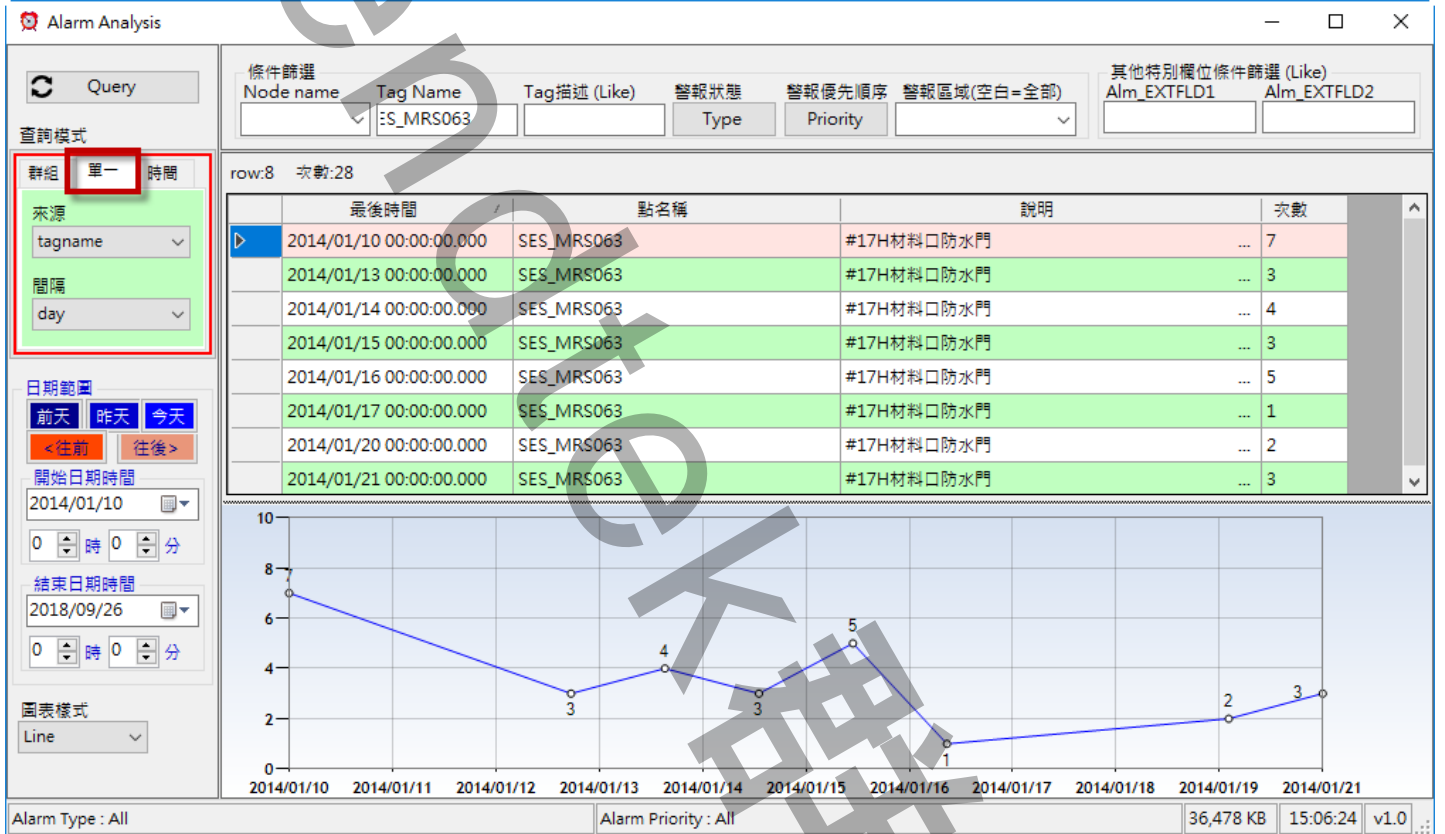 Alarm Analysis
Query
查詢模式
群組 單一 時間
來源
tagname
間隔
day
日期範圍
前天 昨天 今天
<往前 往後>
開始日期時間
2014/01/10
0 時 0 分
結束日期時間
2018/09/26
0 時 0 分
圖表樣式
Line
條件篩選
Node name Tag Name Tag描述 (Like) 警報狀態 警報優先順序 警報區域(空白=全部)
ES_MRS063 Type Priority
其他特別欄位條件篩選 (Like)
Alm_EXTFLD1 Alm_EXTFLD2
row:8 次數:28
最後時間 點名稱 說明 次數
2014/01/10 00:00:00.000 SES_MRS063 #17H材料口防水門 ... 7
2014/01/13 00:00:00.000 SES_MRS063 #17H材料口防水門 ... 3
2014/01/14 00:00:00.000 SES_MRS063 #17H材料口防水門 ... 4
2014/01/15 00:00:00.000 SES_MRS063 #17H材料口防水門 ... 3
2014/01/16 00:00:00.000 SES_MRS063 #17H材料口防水門 ... 5
2014/01/17 00:00:00.000 SES_MRS063 #17H材料口防水門 ... 1
2014/01/20 00:00:00.000 SES_MRS063 #17H材料口防水門 ... 2
2014/01/21 00:00:00.000 SES_MRS063 #17H材料口防水門 ... 3
10
8
6
4
2
0
7 3 4 3 5 1 2 3
2014/01/10 2014/01/11 2014/01/12 2014/01/13 2014/01/14 2014/01/15 2014/01/16 2014/01/17 2014/01/18 2014/01/19 2014/01/21
Alarm Type : All Alarm Priority : All 36,478 KB 15:06:24 v1.0